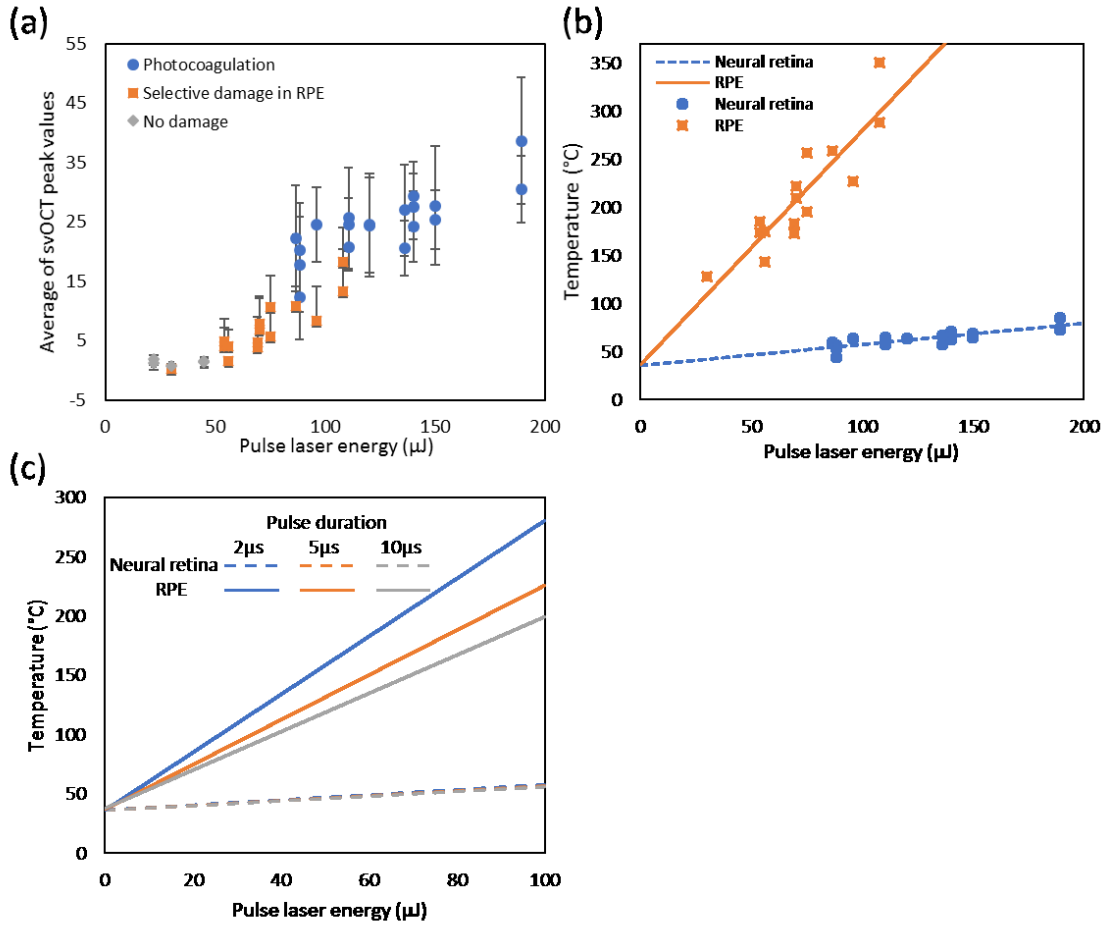 (a)
55
45
35
25
15
5
-5
Average of svOCT peak values
Photocoagulation
Selective damage in RPE
No damage
0
50
100
150
200
Pulse laser energy (μJ)
(b)
350
300
250
200
150
100
50
0
Temperature (°C)
Neural retina
RPE
Neural retina
RPE
0
50
100
150
200
Pulse laser energy (μJ)
(c)
300
250
200
150
100
50
0
Temperature (°C)
Pulse duration
2μs 5μs 10μs
Neural retina
RPE
0
20
40
60
80
100
Pulse laser energy (μJ)